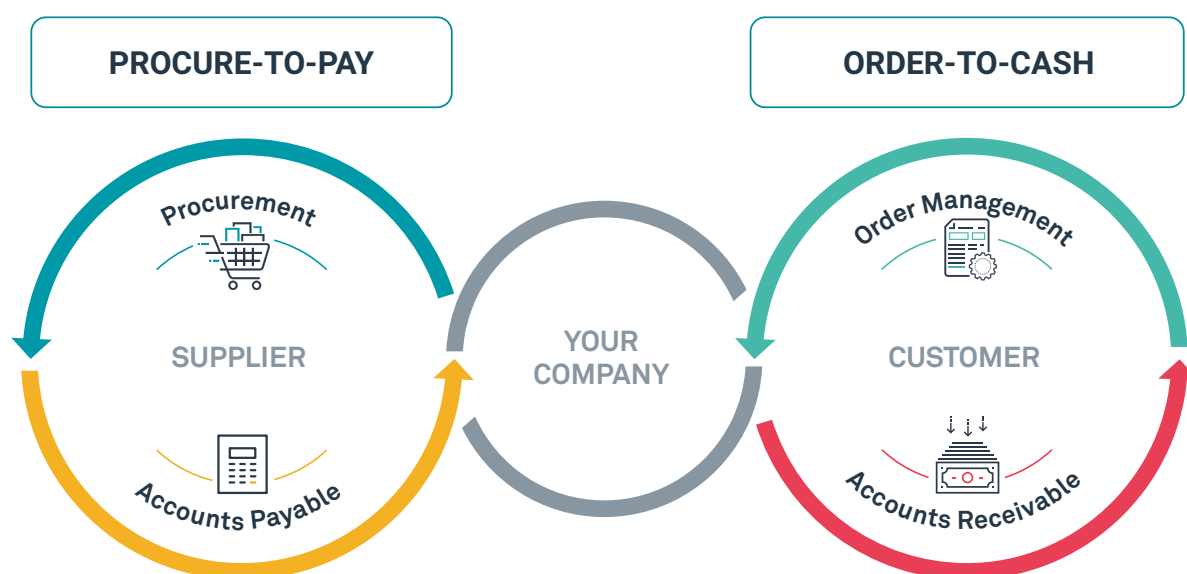 PROCURE-TO-PAY
ORDER-TO-CASH
Procurement
Order Management
SUPPLIER
YOUR
COMPANY
CUSTOMER
Accounts Payable
Accounts Receivable